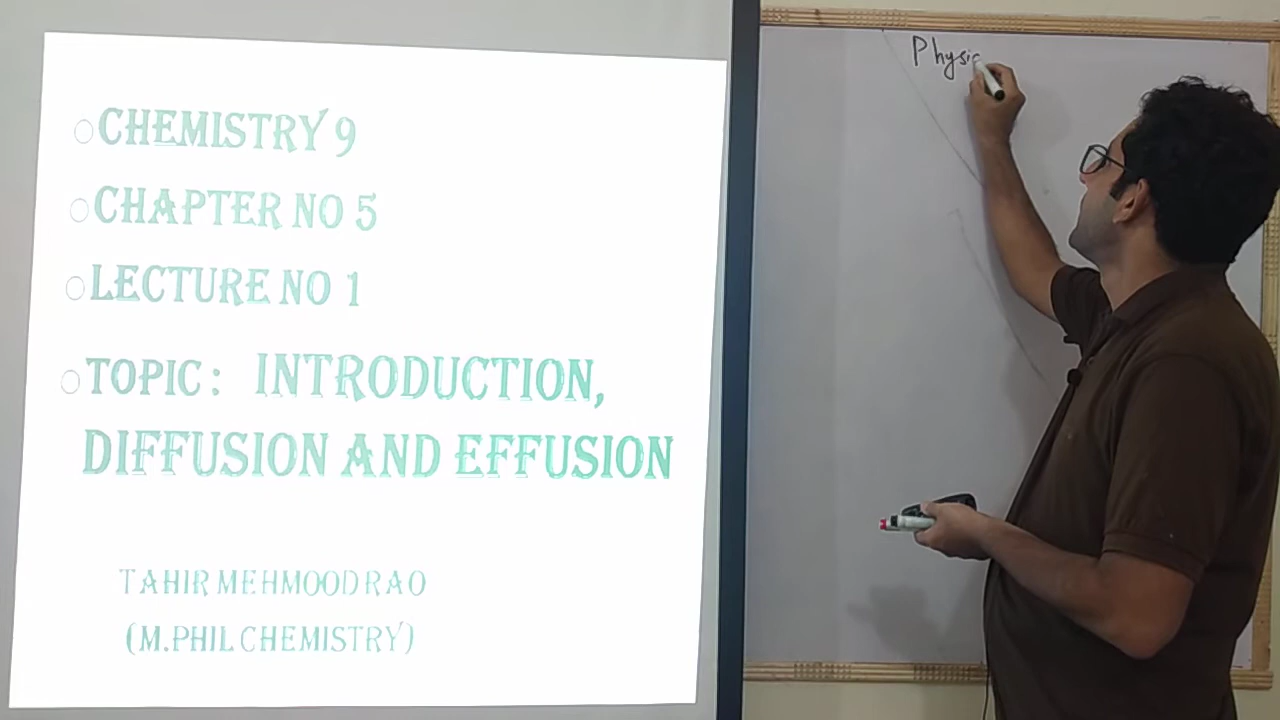 CHEMISTRY 9
CHAPTER NO 5
LECTURE NO 1
TOPIC : INTRODUCTION,
DIFFUSION AND EFFUSION
TAHIR MEHMOOD RAO
(M.PHIL CHEMISTRY)
Physic